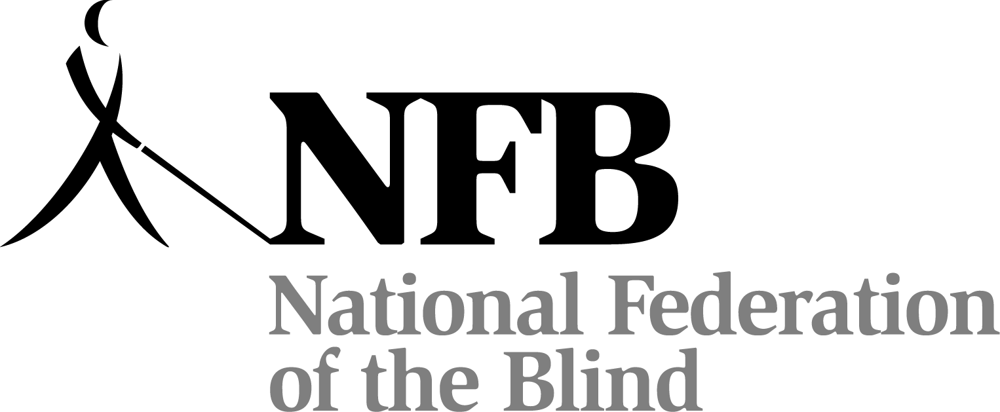 NFB
National Federation
of the Blind